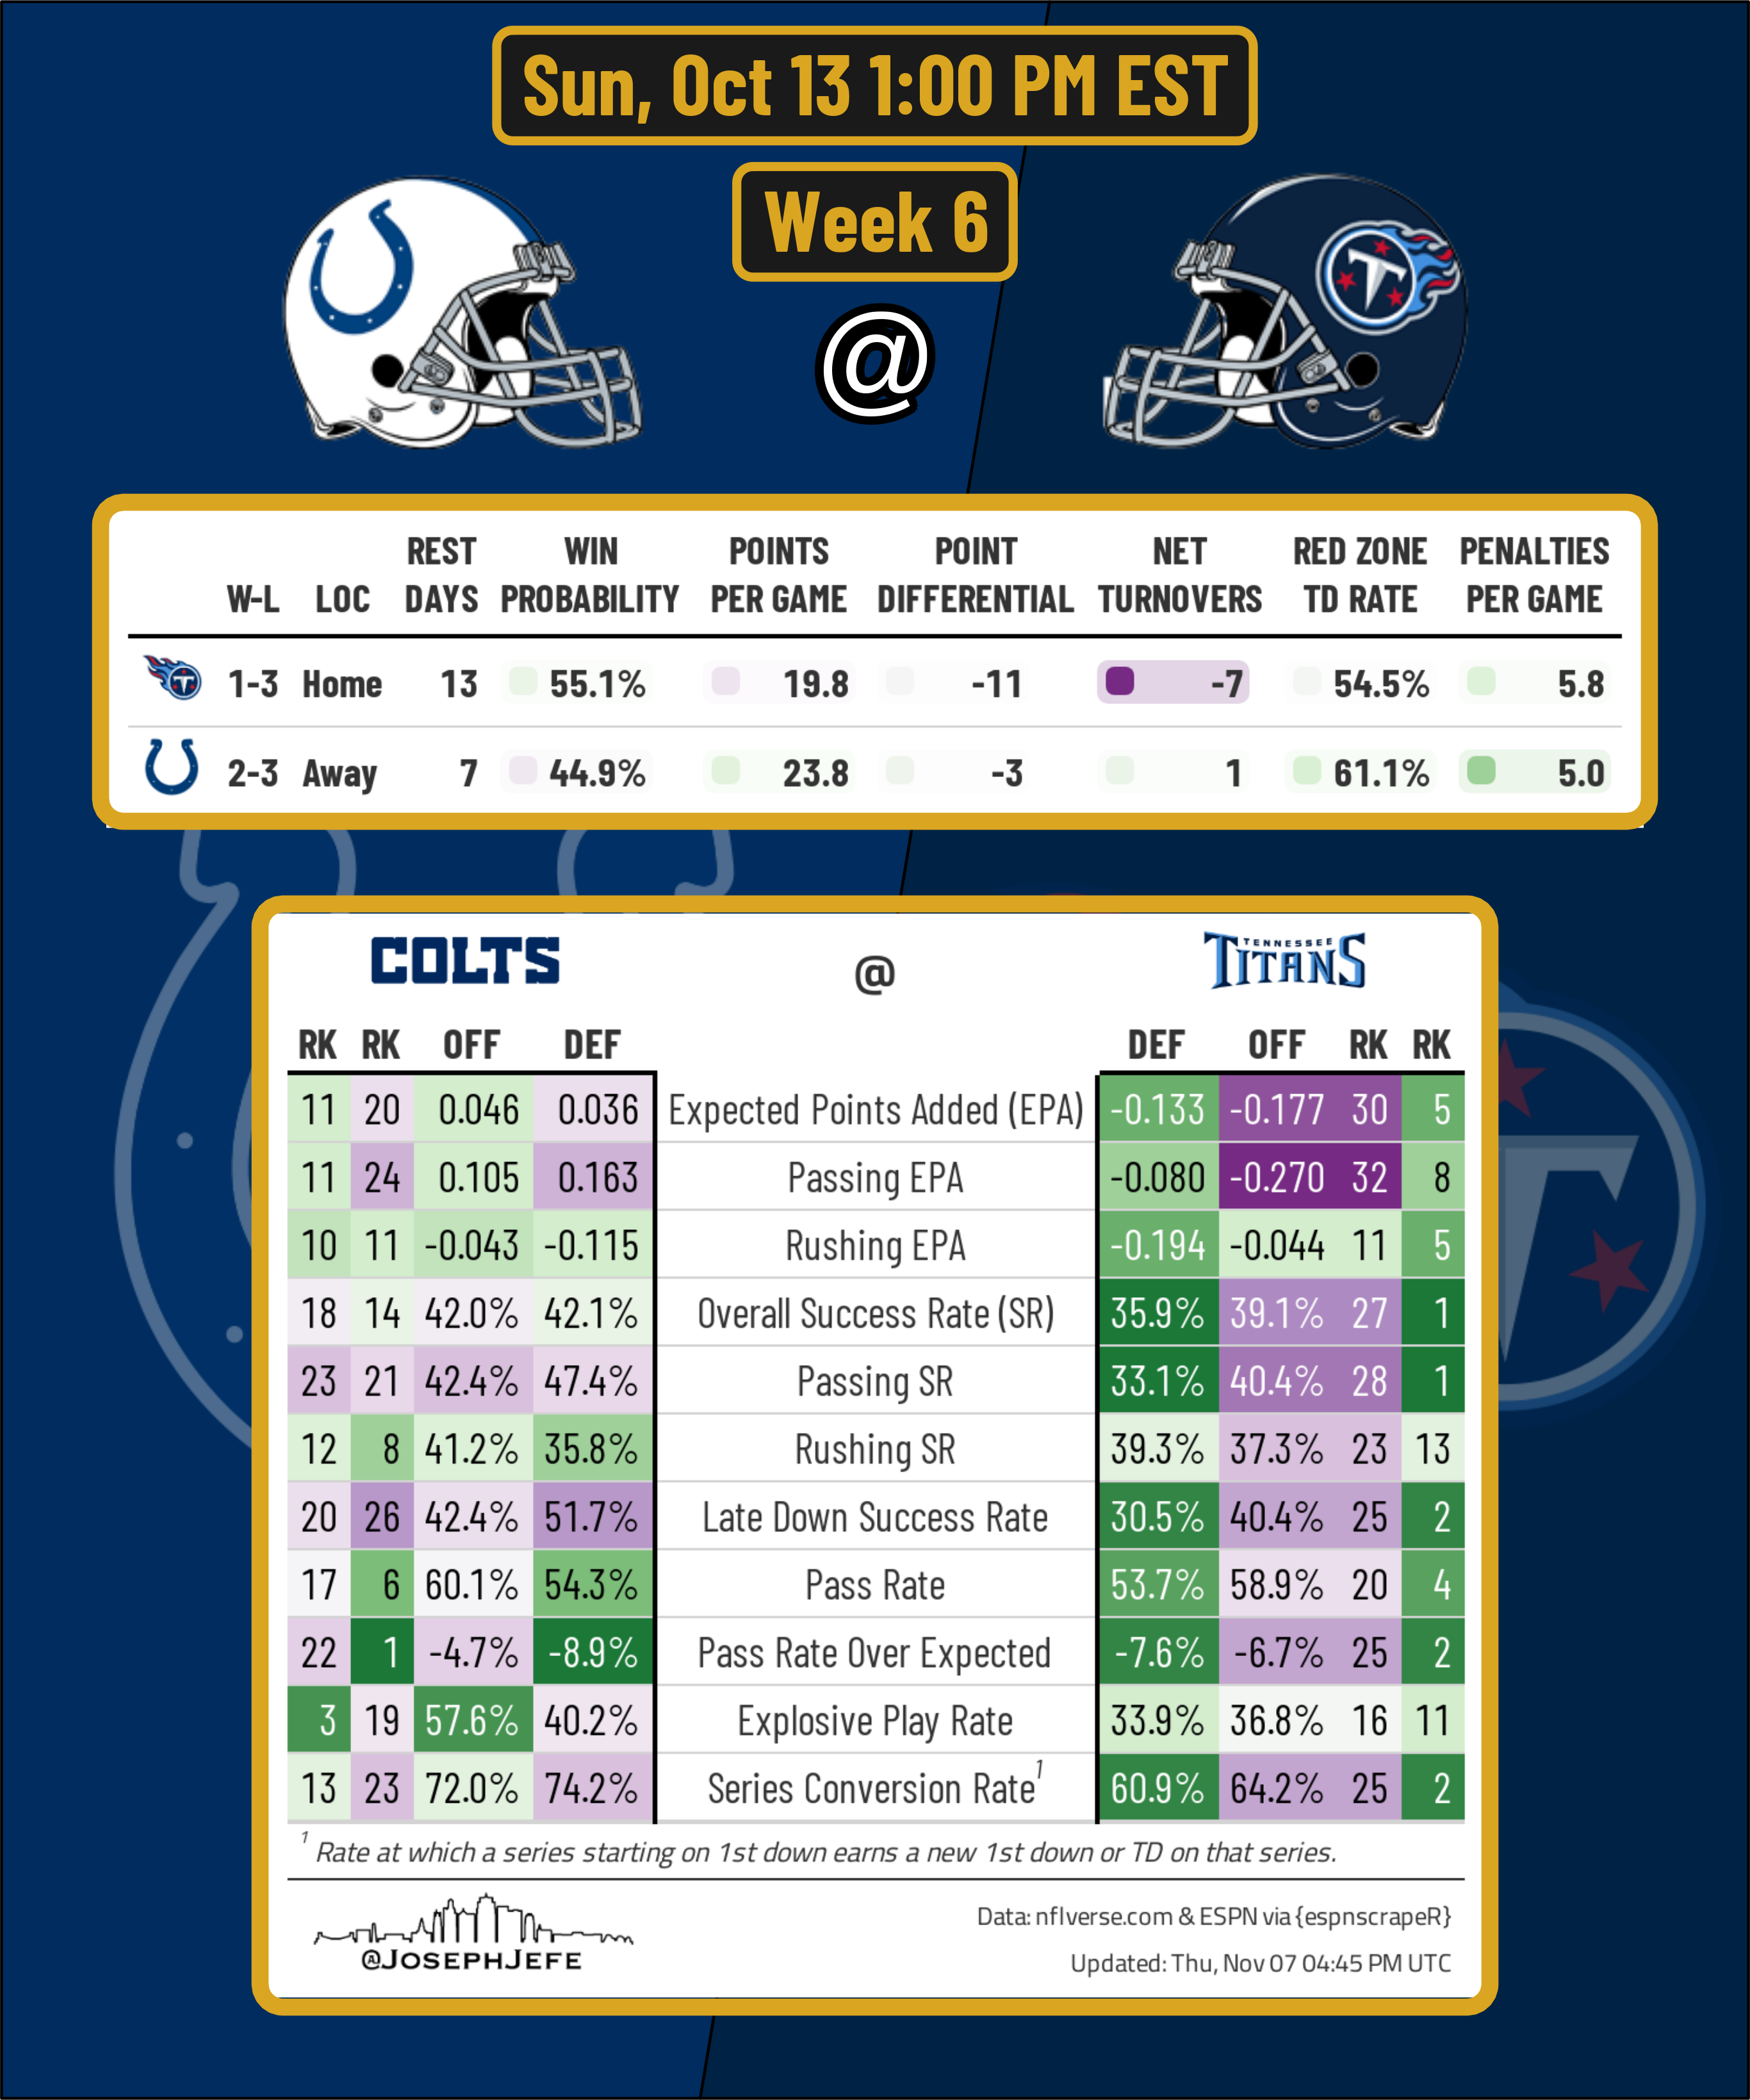 Sun, Oct 13 1:00 PM EST
Week 6
@
W-L LOC REST DAYS WIN PROBABILITY POINTS PER GAME POINT DIFFERENTIAL NET TURNOVERS RED ZONE TD RATE PENALTIES PER GAME
1-3 Home 13 55.1% 19.8 -11 -7 54.5% 5.8
2-3 Away 7 44.9% 23.8 -3 1 61.1% 5.0
COLTS @ TENNESSEE TITANS
RK RK OFF DEF DEF OFF RK RK
11 20 0.046 0.036 Expected Points Added (EPA) -0.133 -0.177 30 5
11 24 0.105 0.163 Passing EPA -0.080 -0.270 32 8
10 11 -0.043 -0.115 Rushing EPA -0.194 -0.044 11 5
18 14 42.0% 42.1% Overall Success Rate (SR) 35.9% 39.1% 27 1
23 21 42.4% 47.4% Passing SR 33.1% 40.4% 28 1
12 8 41.2% 35.8% Rushing SR 39.3% 37.3% 23 13
20 26 42.4% 51.7% Late Down Success Rate 30.5% 40.4% 25 2
17 6 60.1% 54.3% Pass Rate 53.7% 58.9% 20 4
22 1 -4.7% -8.9% Pass Rate Over Expected -7.6% -6.7% 25 2
3 19 57.6% 40.2% Explosive Play Rate 33.9% 36.8% 16 11
13 23 72.0% 74.2% Series Conversion Rate¹ 60.9% 64.2% 25 2
¹ Rate at which a series starting on 1st down earns a new 1st down or TD on that series.
@JOSEPHJEFE
Data: nflverse.com & ESPN via {espnscrapeR}
Updated: Thu, Nov 07 04:45 PM UTC